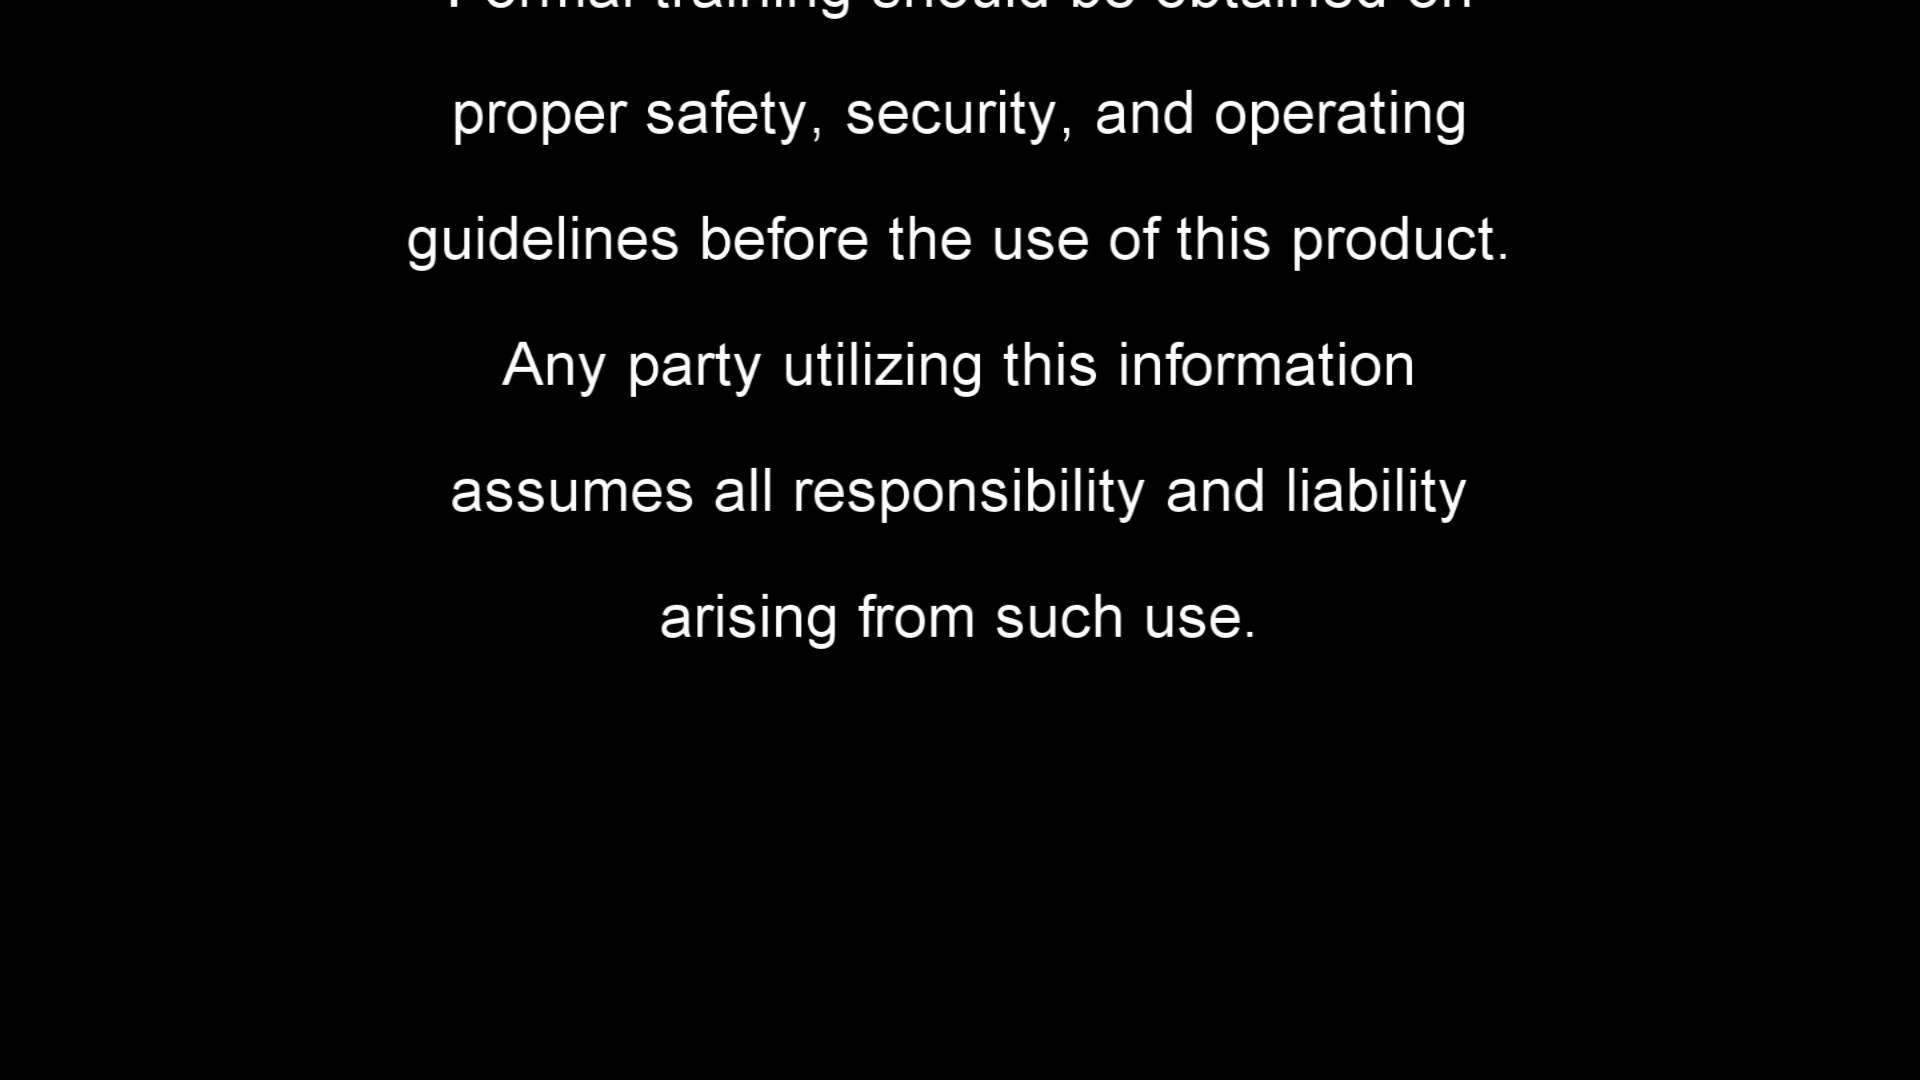 Formal training should be obtained on
proper safety, security, and operating
guidelines before the use of this product.
Any party utilizing this information
assumes all responsibility and liability
arising from such use.